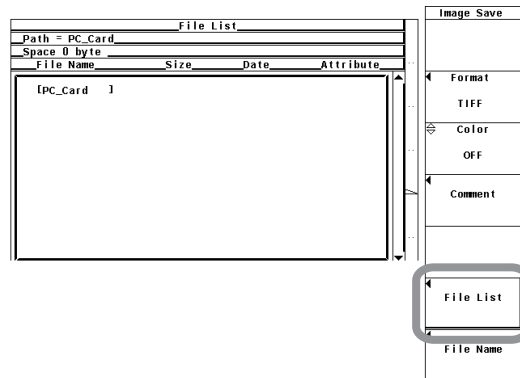 File List
Path = PC_Card
Space 0 byte
File Name Size Date Attribute
[PC_Card ]
Image Save
Format
TIFF
Color
OFF
Comment
File List
File Name